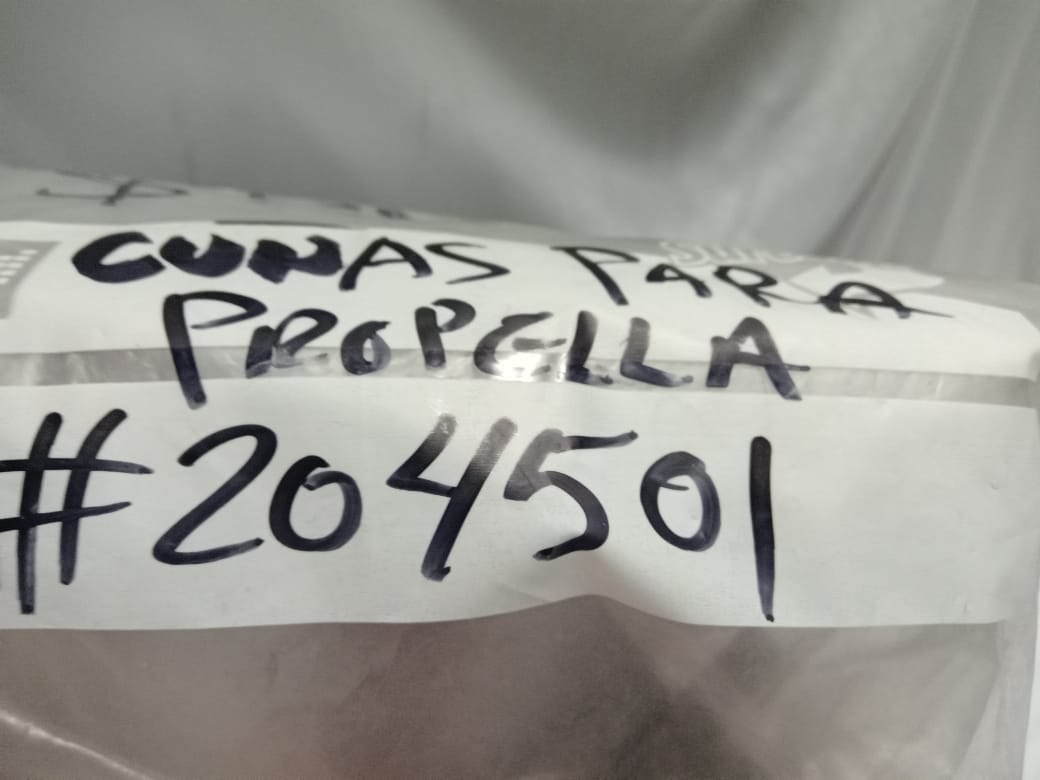 CUNAS PARA
PROPELLA
#204501